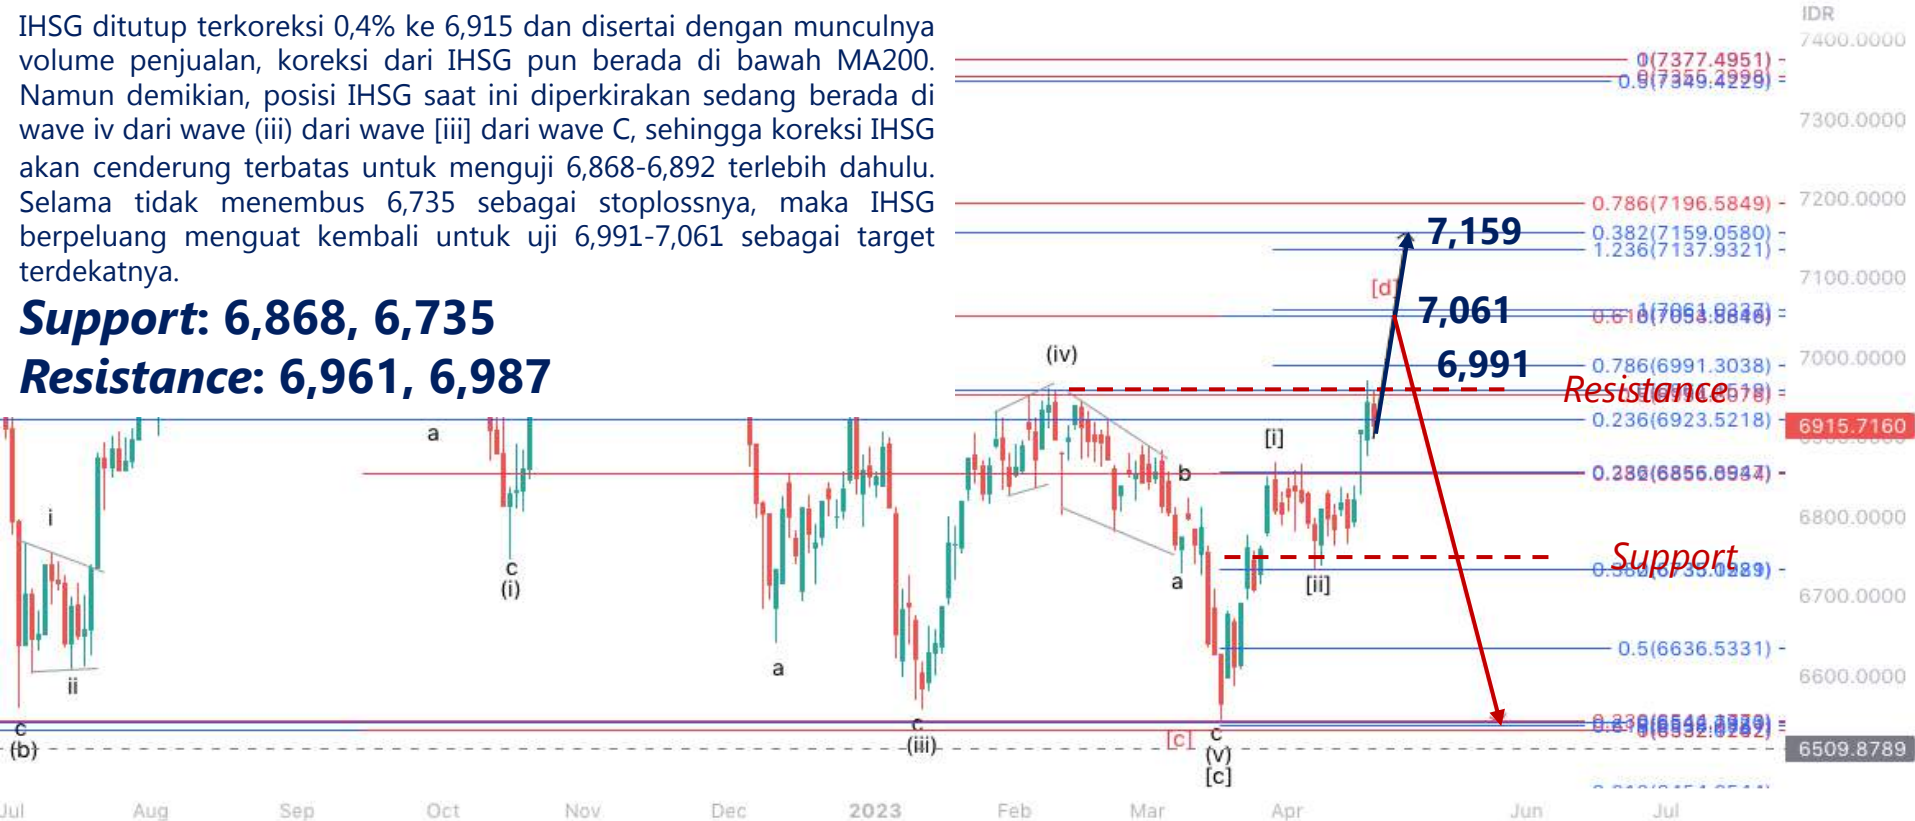 IHSG ditutup terkoreksi 0,4% ke 6,915 dan disertai dengan munculnya
volume penjualan, koreksi dari IHSG pun berada di bawah MA200.
Namun demikian, posisi IHSG saat ini diperkirakan sedang berada di
wave iv dari wave (iii) dari wave [iii] dari wave C, sehingga koreksi IHSG
akan cenderung terbatas untuk menguji 6,868-6,892 terlebih dahulu.
Selama tidak menembus 6,735 sebagai stoplossnya, maka IHSG
berpeluang menguat kembali untuk uji 6,991-7,061 sebagai target
terdekatnya.
Support: 6,868, 6,735
Resistance: 6,961, 6,987
IDR
7400.0000
(7377.4951)
0.5(7349.4229)
7300.0000
0.786(7196.5849)
7200.0000
7,159
0.382(7159.0580)
1.236(7137.9321)
7100.0000
[d]
7,061
(iv)
7000.0000
6,991
0.786(6991.3038)
Resistance
0.236(6923.5218)
6915.7160
a
[i]
b
i
6800.0000
Support
c
(i)
a
[ii]
6700.0000
0.5(6636.5331)
a
6600.0000
ii
c
(b)
c
(iii)
[c]
c
(v)
[c]
6509.8789
Jul
Aug
Sep
Oct
Nov
Dec
2023
Feb
Mar
Apr
Jun
Jul